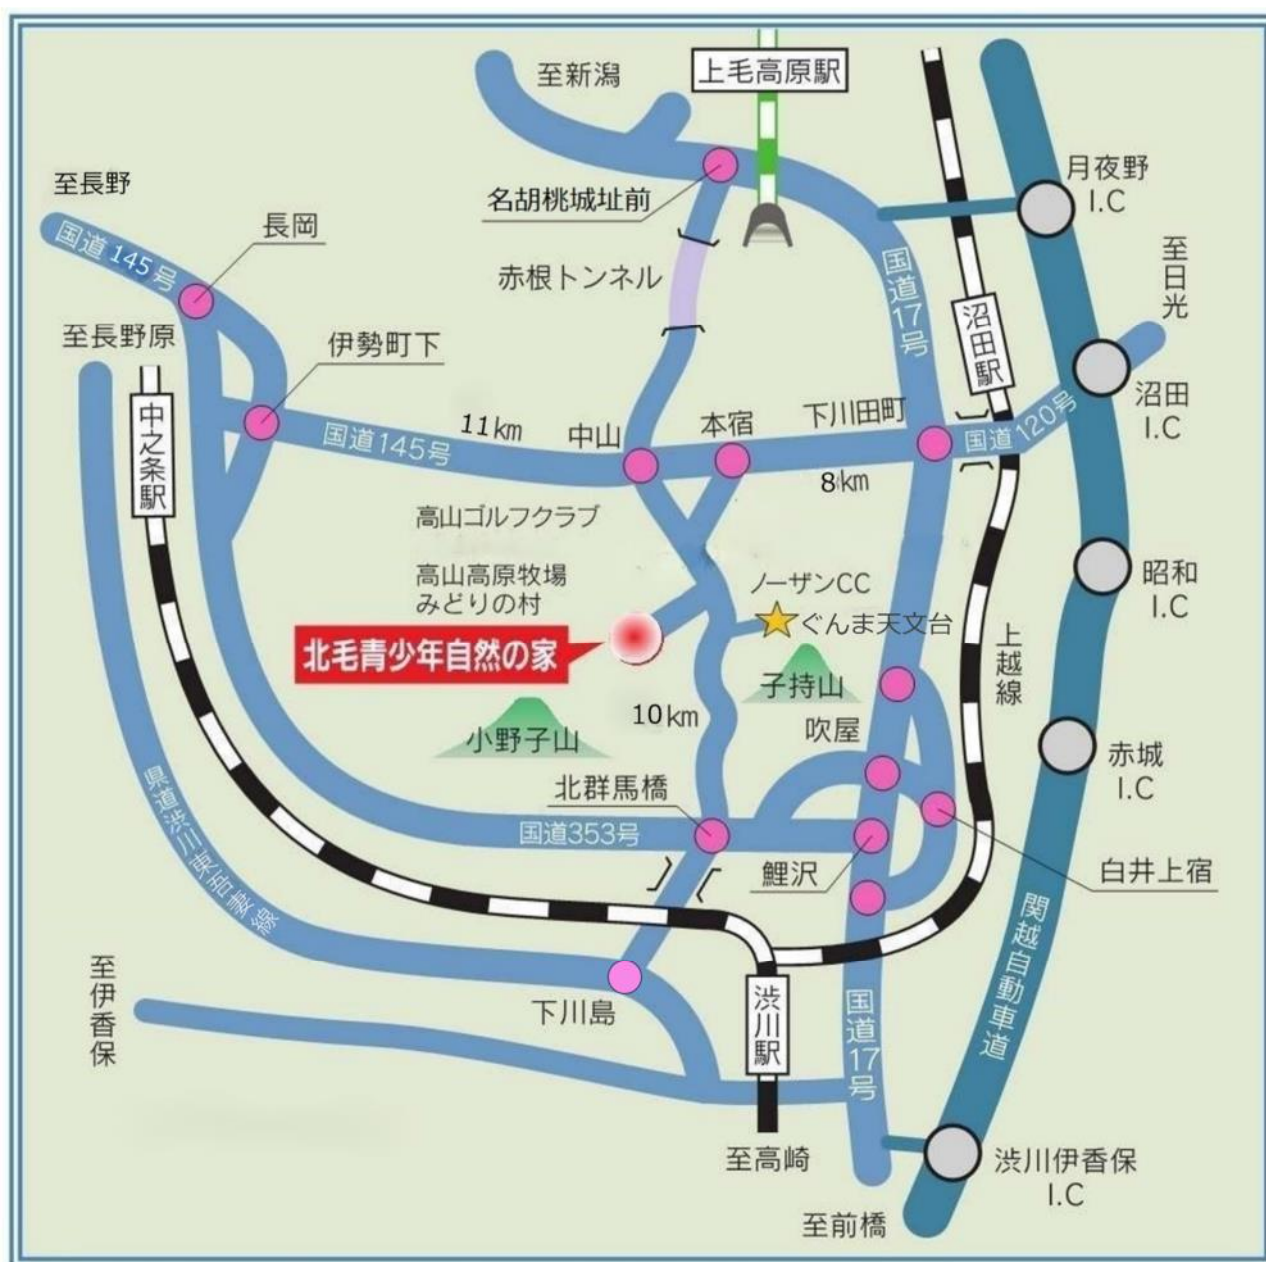 至新潟
上毛高原駅
月夜野
I.C
至長野
名胡桃城址前
長岡
国道145号
赤根トンネル
国道17号
至日光
至長野原
伊勢町下
沼田駅
沼田
I.C
中之条駅
11km
国道145号
中山
本宿
下川田町
国道120号
8km
高山ゴルフクラブ
高山高原牧場
みどりの村
ノーザンCC
ぐんま天文台
昭和
I.C
北毛青少年自然の家
上越線
子持山
10km
吹屋
小野子山
赤城
I.C
県道渋川東吾妻線
北群馬橋
国道353号
鯉沢
白井上宿
関越自動車道
至伊香保
下川島
渋川駅
国道17号
至高崎
渋川伊香保
I.C
至前橋